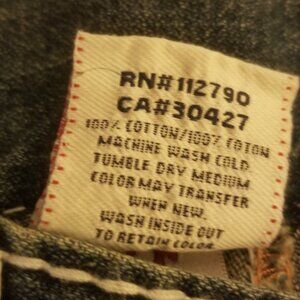 RN#112790
CA#30427
100% COTTON/100% COTON
MACHINE WASH COLD
TUMBLE DRY MEDIUM
COLOR MAY TRANSFER
WHEN NEW.
WASH INSIDE OUT
TO RETAIN COLOR